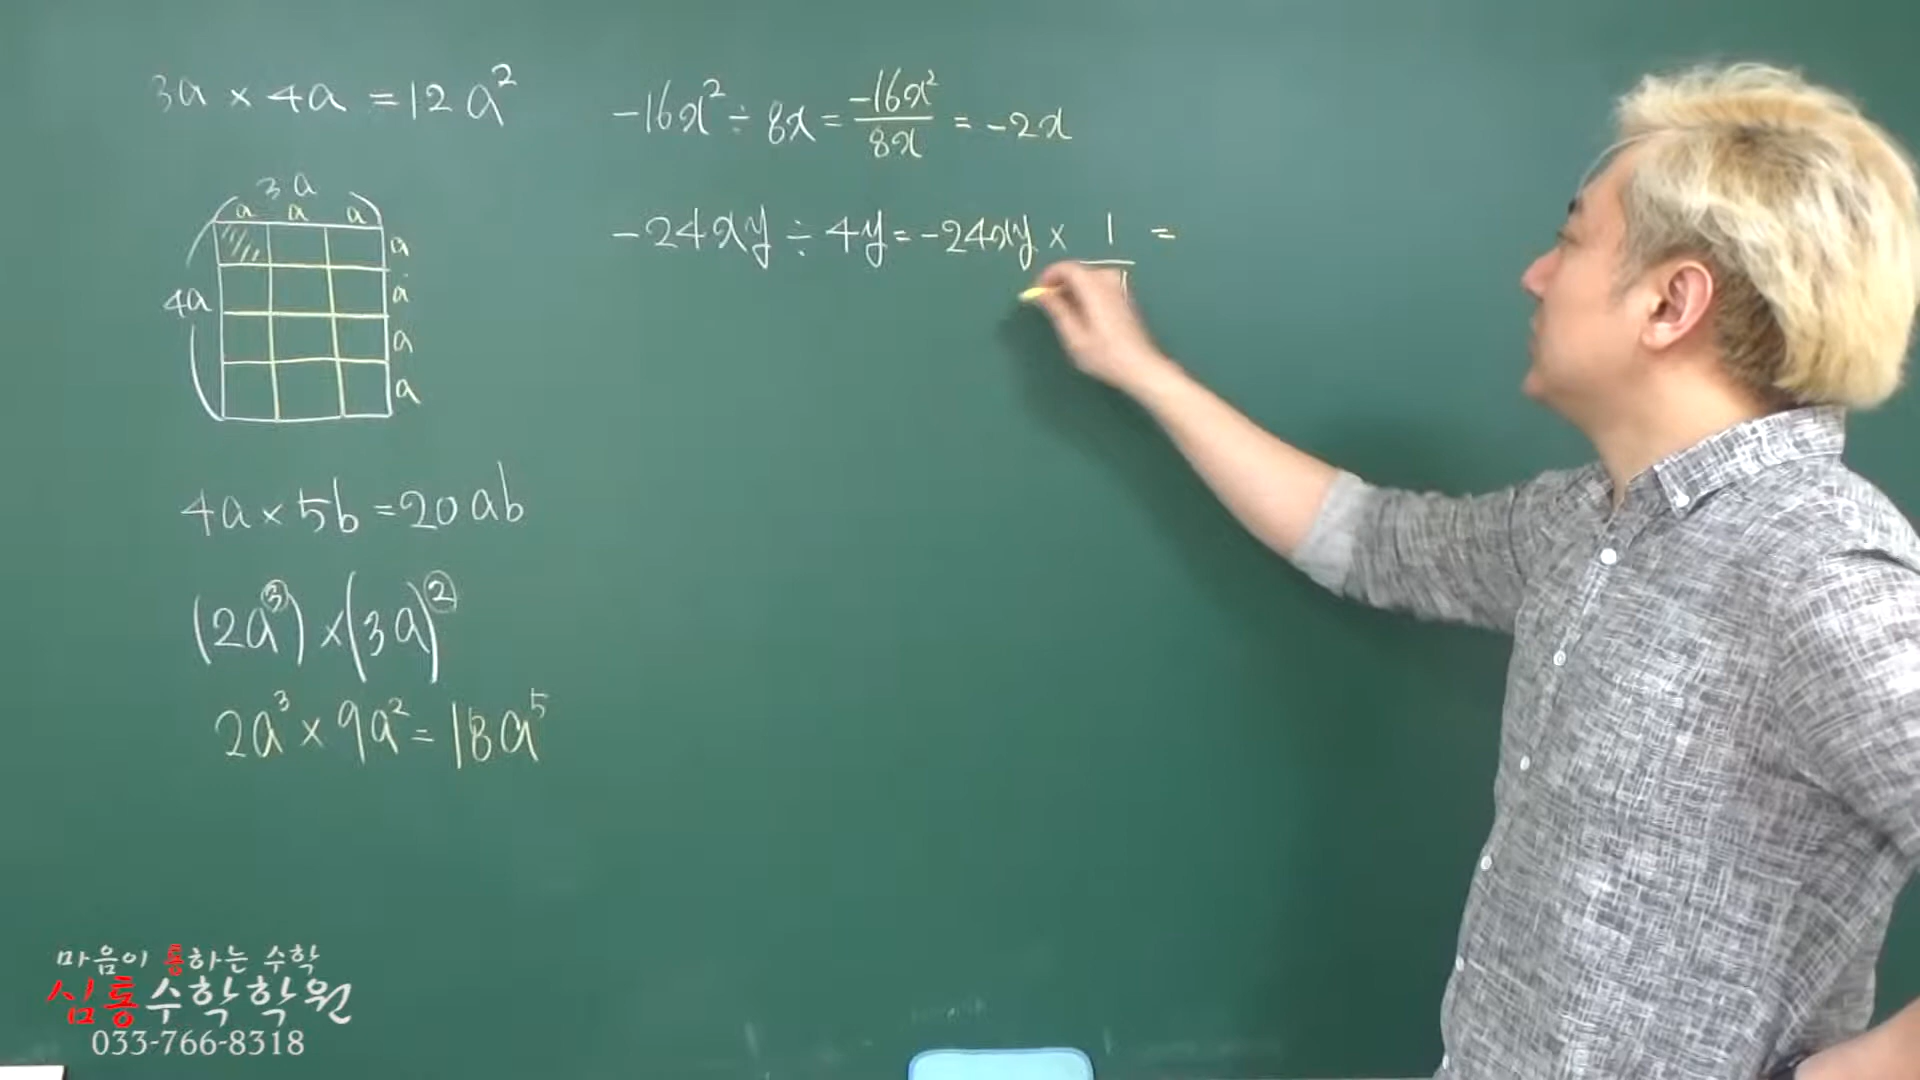 3a × 4a = 12a²
3a
a a a
4a
a
a
a
a
4a × 5b = 20ab
(2a³) × (3a)²
2a³ × 9a² = 18a⁵
-16x² ÷ 8x = -16x²/8x = -2x
-24xy ÷ 4y = -24xy × 1/ =
마음이 통하는 수학
심통수학학원
033-766-8318